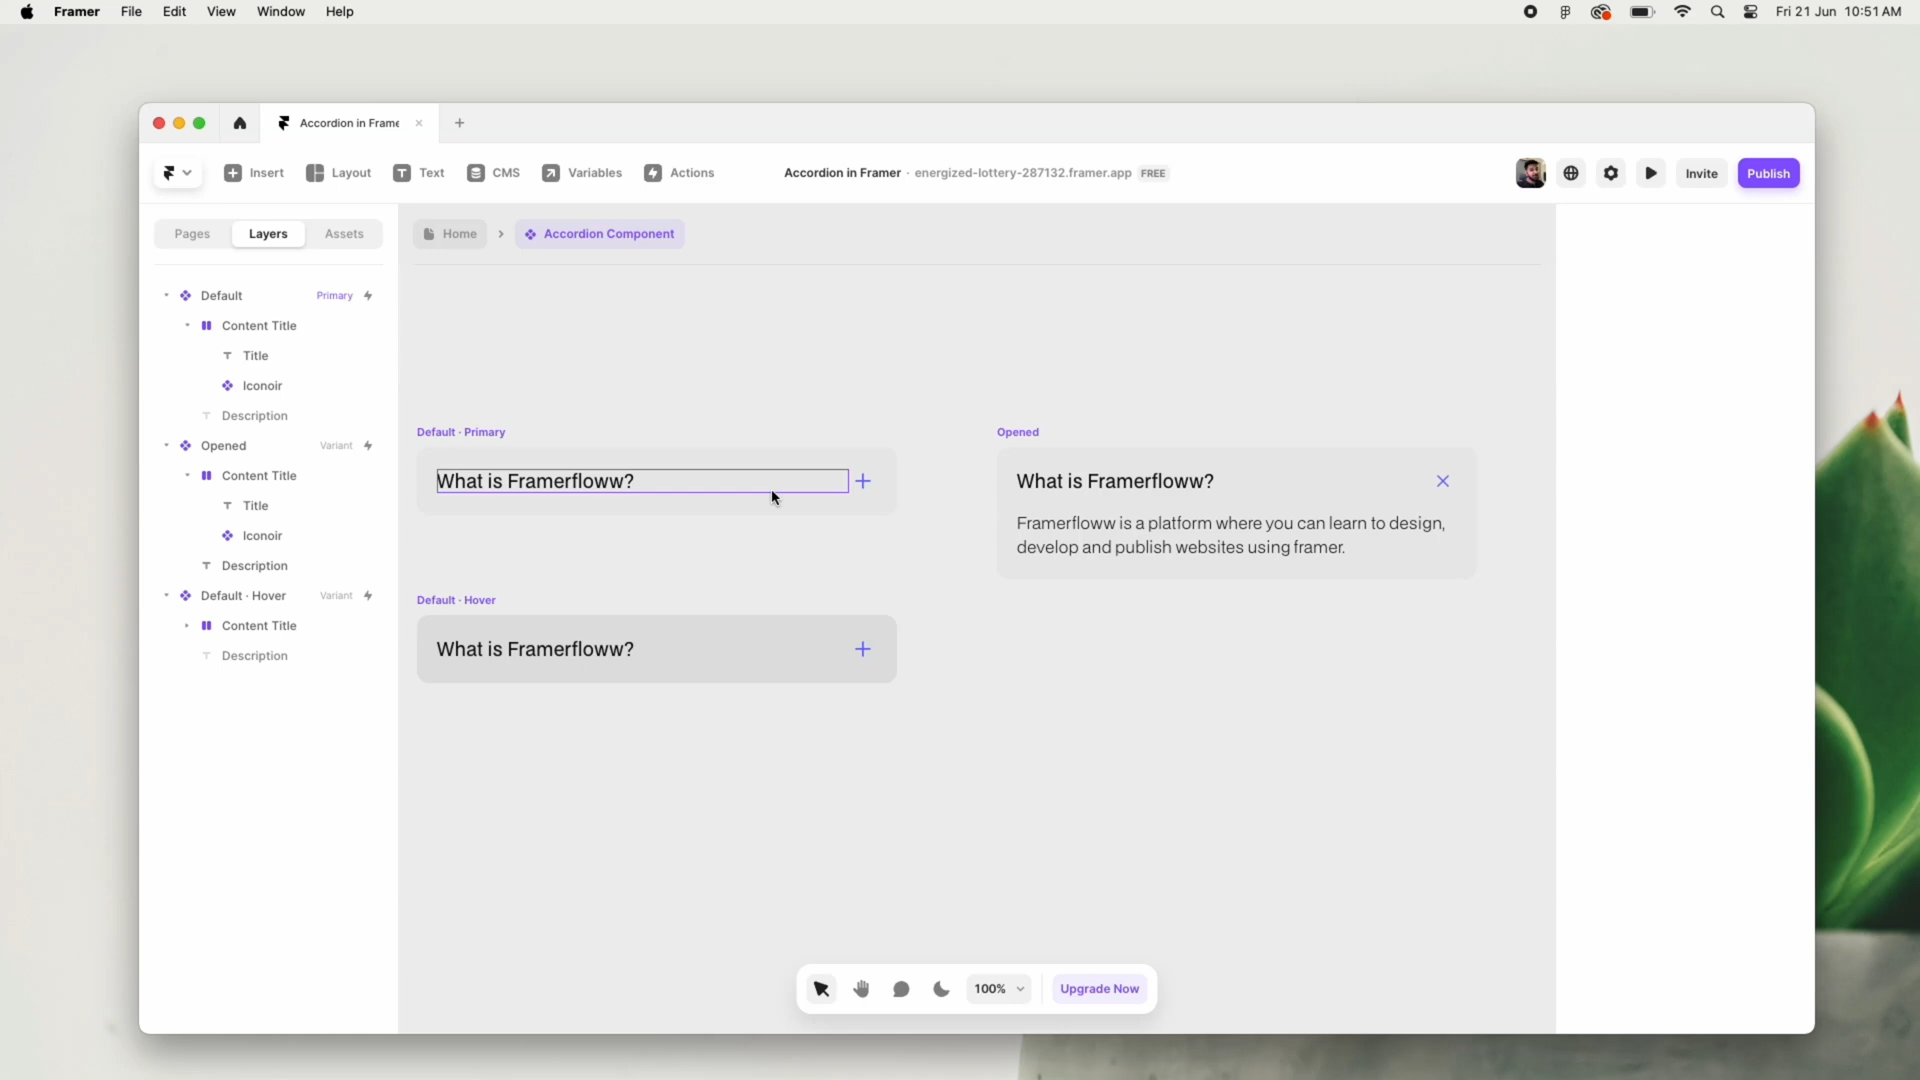 Framer File Edit View Window Help
Fri 21 Jun 10:51 AM
Accordion in Frame
Insert Layout Text CMS Variables Actions
Accordion in Framer · energized-lottery-287132.framer.app FREE
Invite Publish
Pages Layers Assets
Home > Accordion Component
Default Primary
Content Title
Title
Iconoir
Description
Opened Variant
Content Title
Title
Iconoir
Description
Default · Hover Variant
Content Title
Description
Default · Primary
What is Framerfloww?
Opened
What is Framerfloww?
Framerfloww is a platform where you can learn to design,
develop and publish websites using framer.
Default · Hover
What is Framerfloww?
100% Upgrade Now